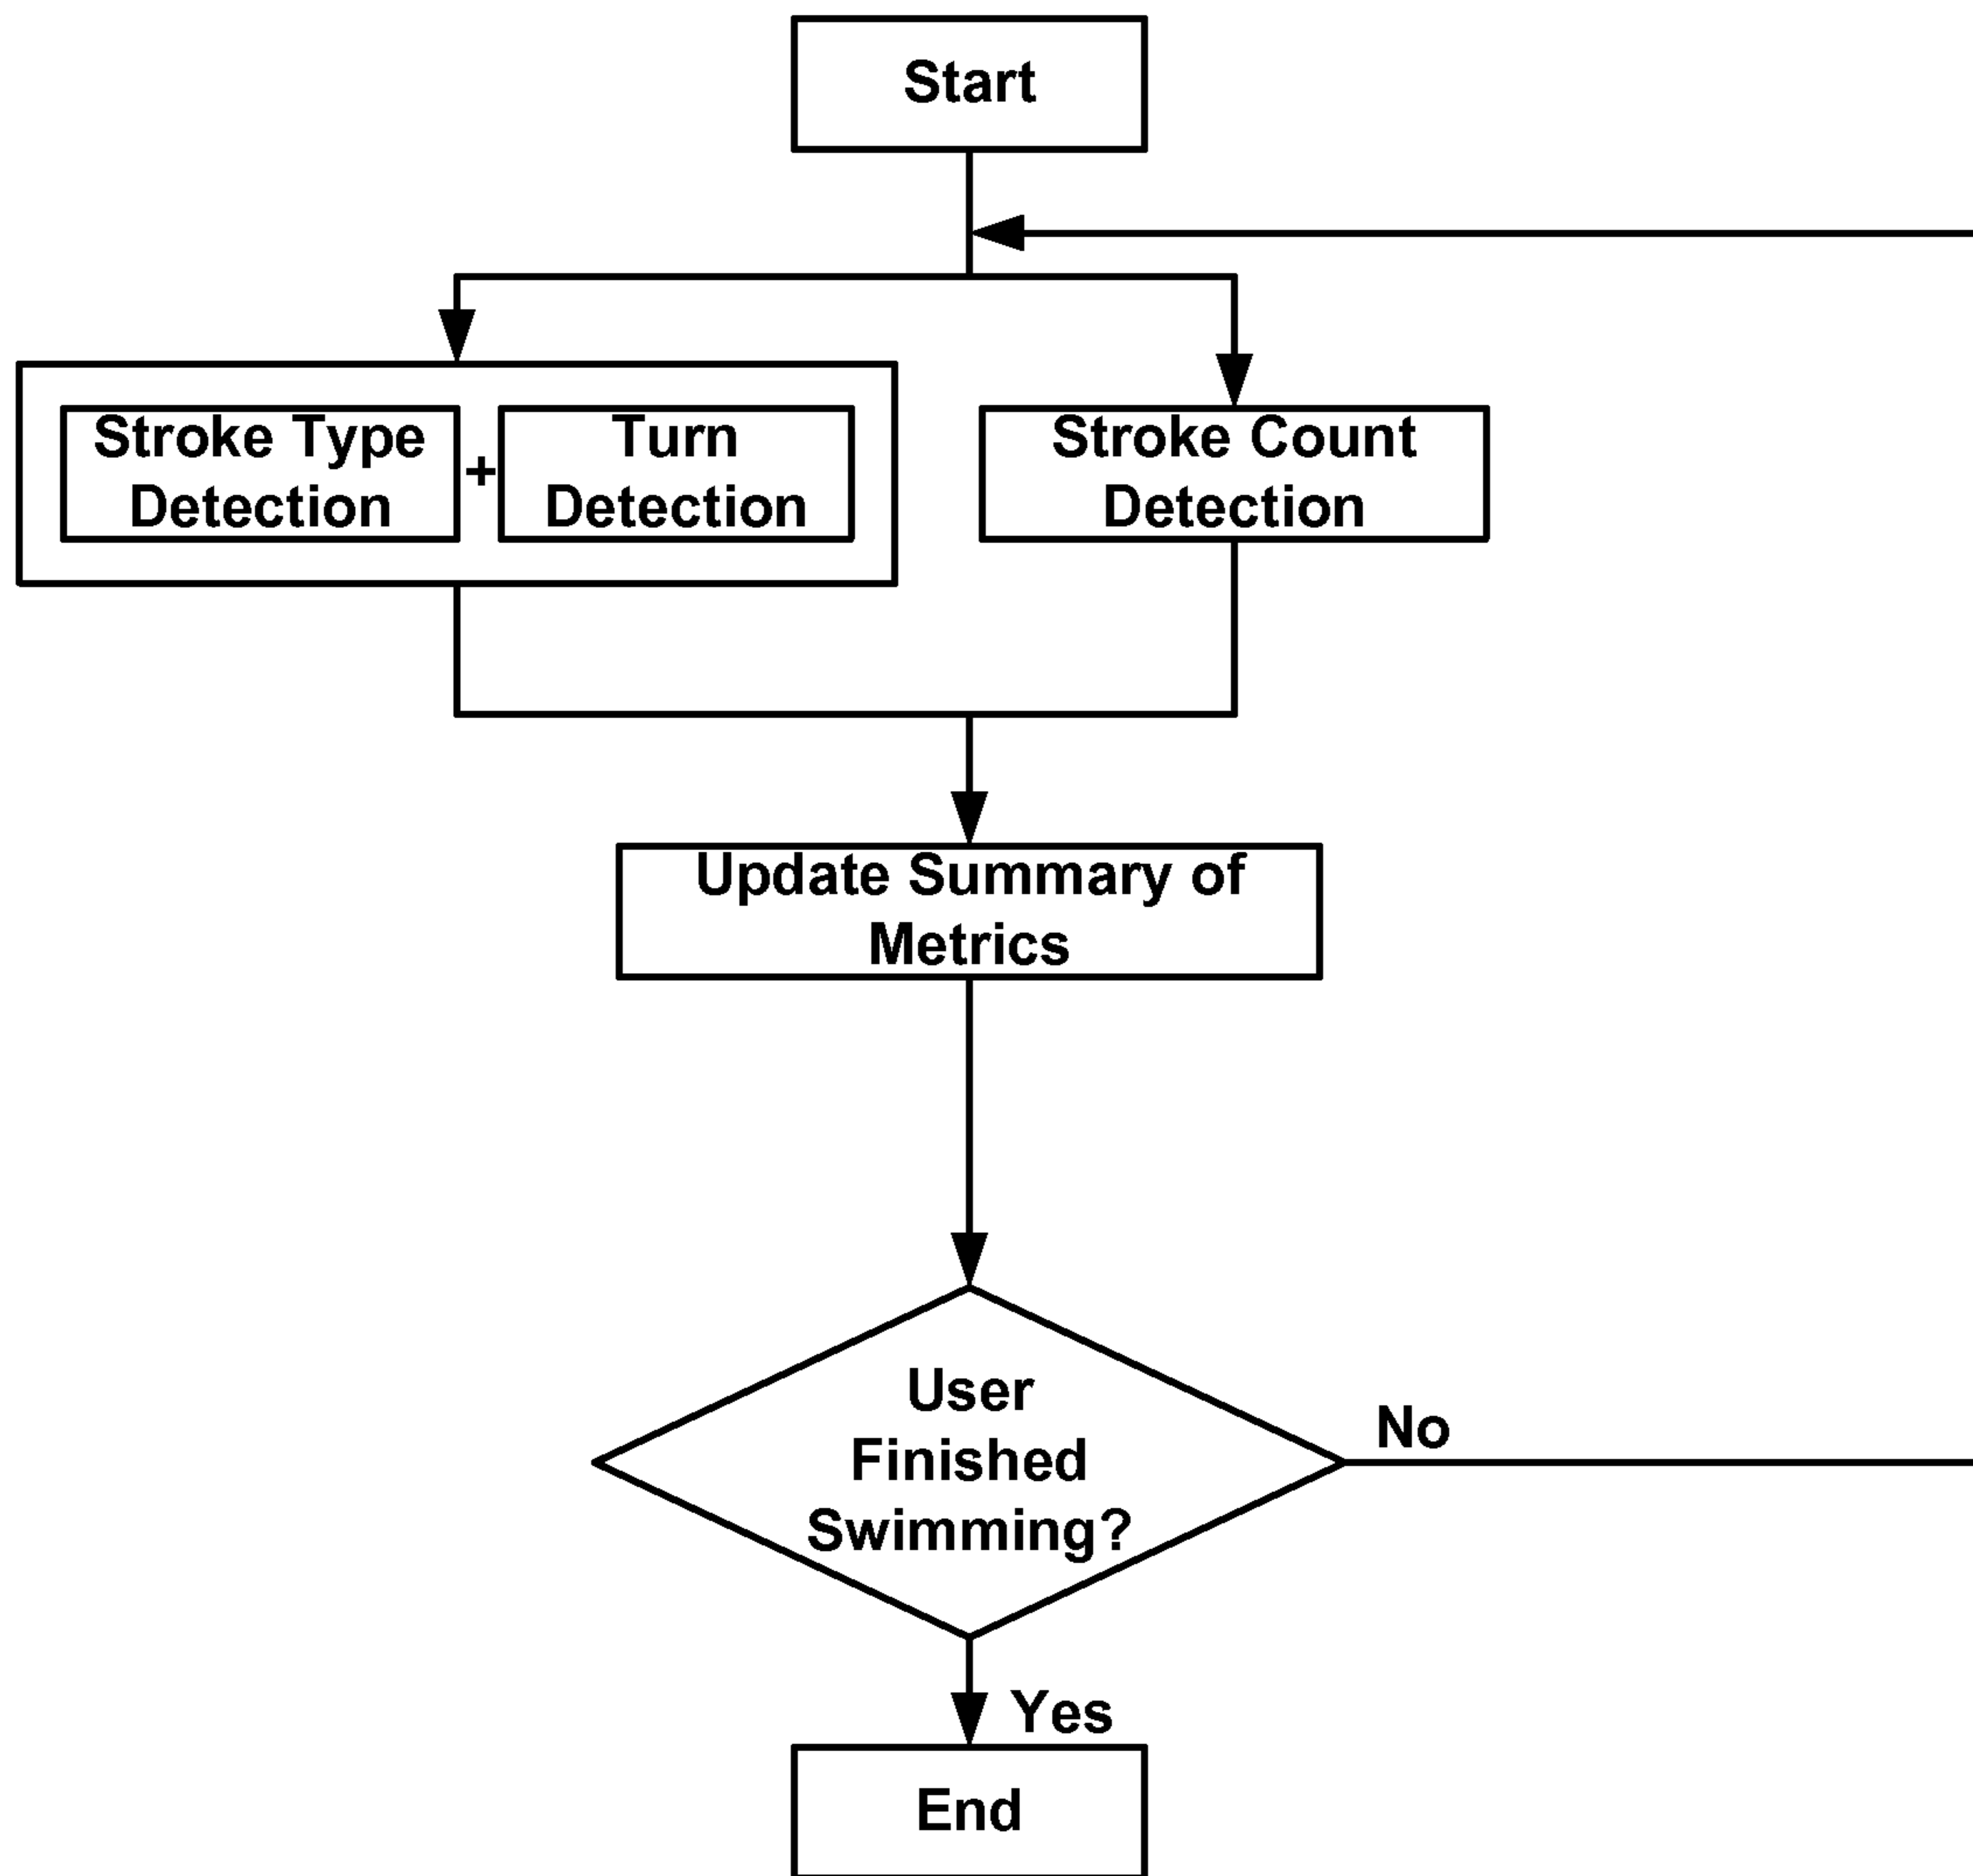 Start
Stroke Type
Detection
+
Turn
Detection
Stroke Count
Detection
Update Summary of
Metrics
User
Finished
Swimming?
No
Yes
End